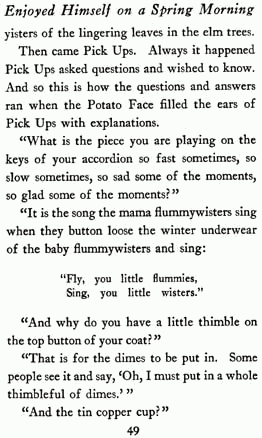 Enjoyed Himself on a Spring Morning
yisters of the lingering leaves in the elm trees.
Then came Pick Ups. Always it happened
Pick Ups asked questions and wished to know.
And so this is how the questions and answers
ran when the Potato Face filled the ears of
Pick Ups with explanations.
“What is the piece you are playing on the
keys of your accordion so fast sometimes, so
slow sometimes, so sad some of the moments,
so glad some of the moments?”
“It is the song the mama flummywisters sing
when they button loose the winter underwear
of the baby flummywisters and sing:
“Fly, you little flummies,
Sing, you little wisters.”
“And why do you have a little thimble on
the top button of your coat?”
“That is for the dimes to be put in. Some
people see it and say, ‘Oh, I must put in a whole
thimbleful of dimes.’ ”
“And the tin copper cup?”
49